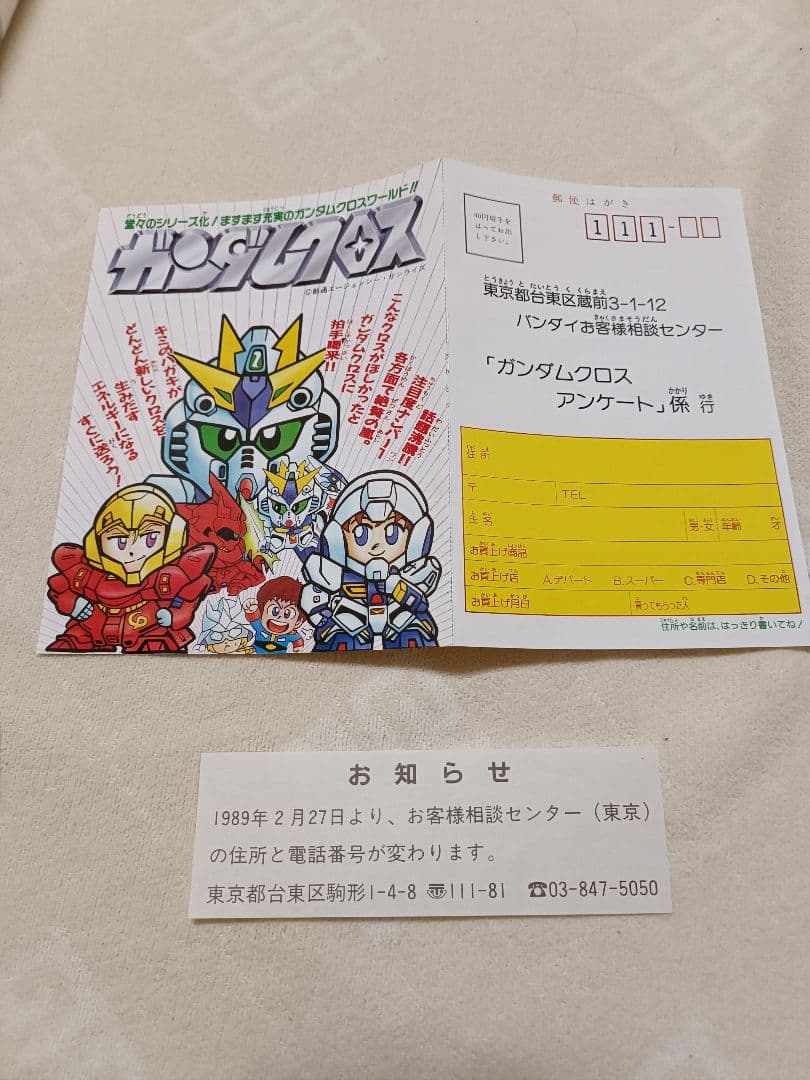 堂々のシリーズ化!ますます充実のガンダムクロスワールド!!
ガンダムクロス
©創通エージェンシー・サンライズ
話題沸騰!!
注目度ナンバー1
各方面で絶賛の嵐。
こんなクロスがほしかったと
ガンダムクロスに
拍手喝采!!
キミのハガキが
どんどん新しいクロスを
生みだす
エネルギーになる
すぐに送ろう!
郵便はがき
40円切手を
はってお出
し下さい。
111-
東京都台東区蔵前3-1-12
バンダイお客様相談センター
「ガンダムクロス
アンケート」係 行
住所
〒
TEL
氏名
男・女
年齢
才
お買上げ商品
お買上げ店 A.デパート B.スーパー C.専門店 D.その他
お買上げ月日
買ってもらった人
住所や名前は、はっきり書いてね!
お知らせ
1989年2月27日より、お客様相談センター(東京)
の住所と電話番号が変わります。
東京都台東区駒形1-4-8 〠111-81 ☎03-847-5050